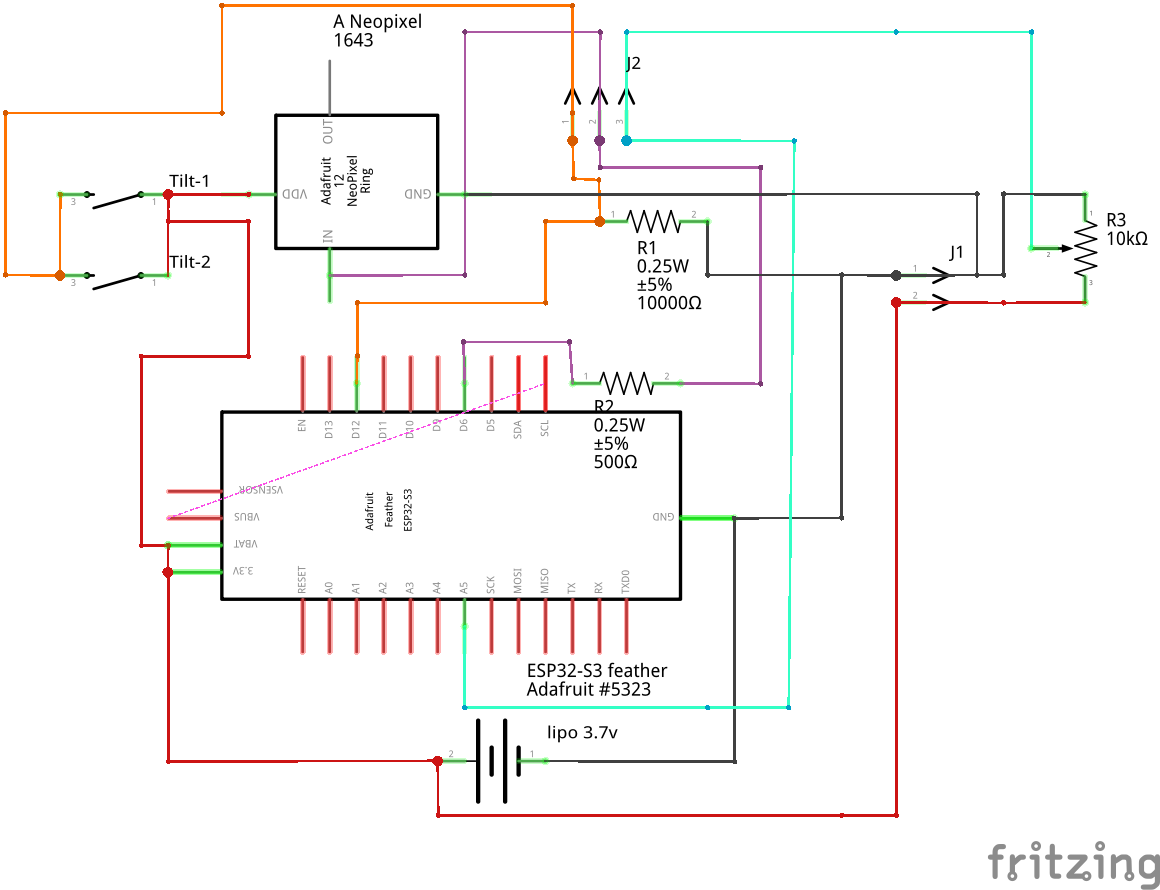 A Neopixel
1643
J2
1
2
3
OUT
Adafruit
12
NeoPixel
Ring
VDD
GND
IN
Tilt-1
3
1
Tilt-2
3
1
1
2
R1
0.25W
±5%
10000Ω
J1
1
2
R3
10kΩ
1
2
3
1
2
R2
0.25W
±5%
500Ω
EN
D13
D12
D11
D10
D9
D6
D5
SDA
SCL
VSENSOR
VBUS
VBAT
3.3V
Adafruit
Feather
ESP32-S3
GND
RESET
A0
A1
A2
A3
A4
A5
SCK
MOSI
MISO
TX
RX
TXD0
ESP32-S3 feather
Adafruit #5323
lipo 3.7v
2
1
fritzing